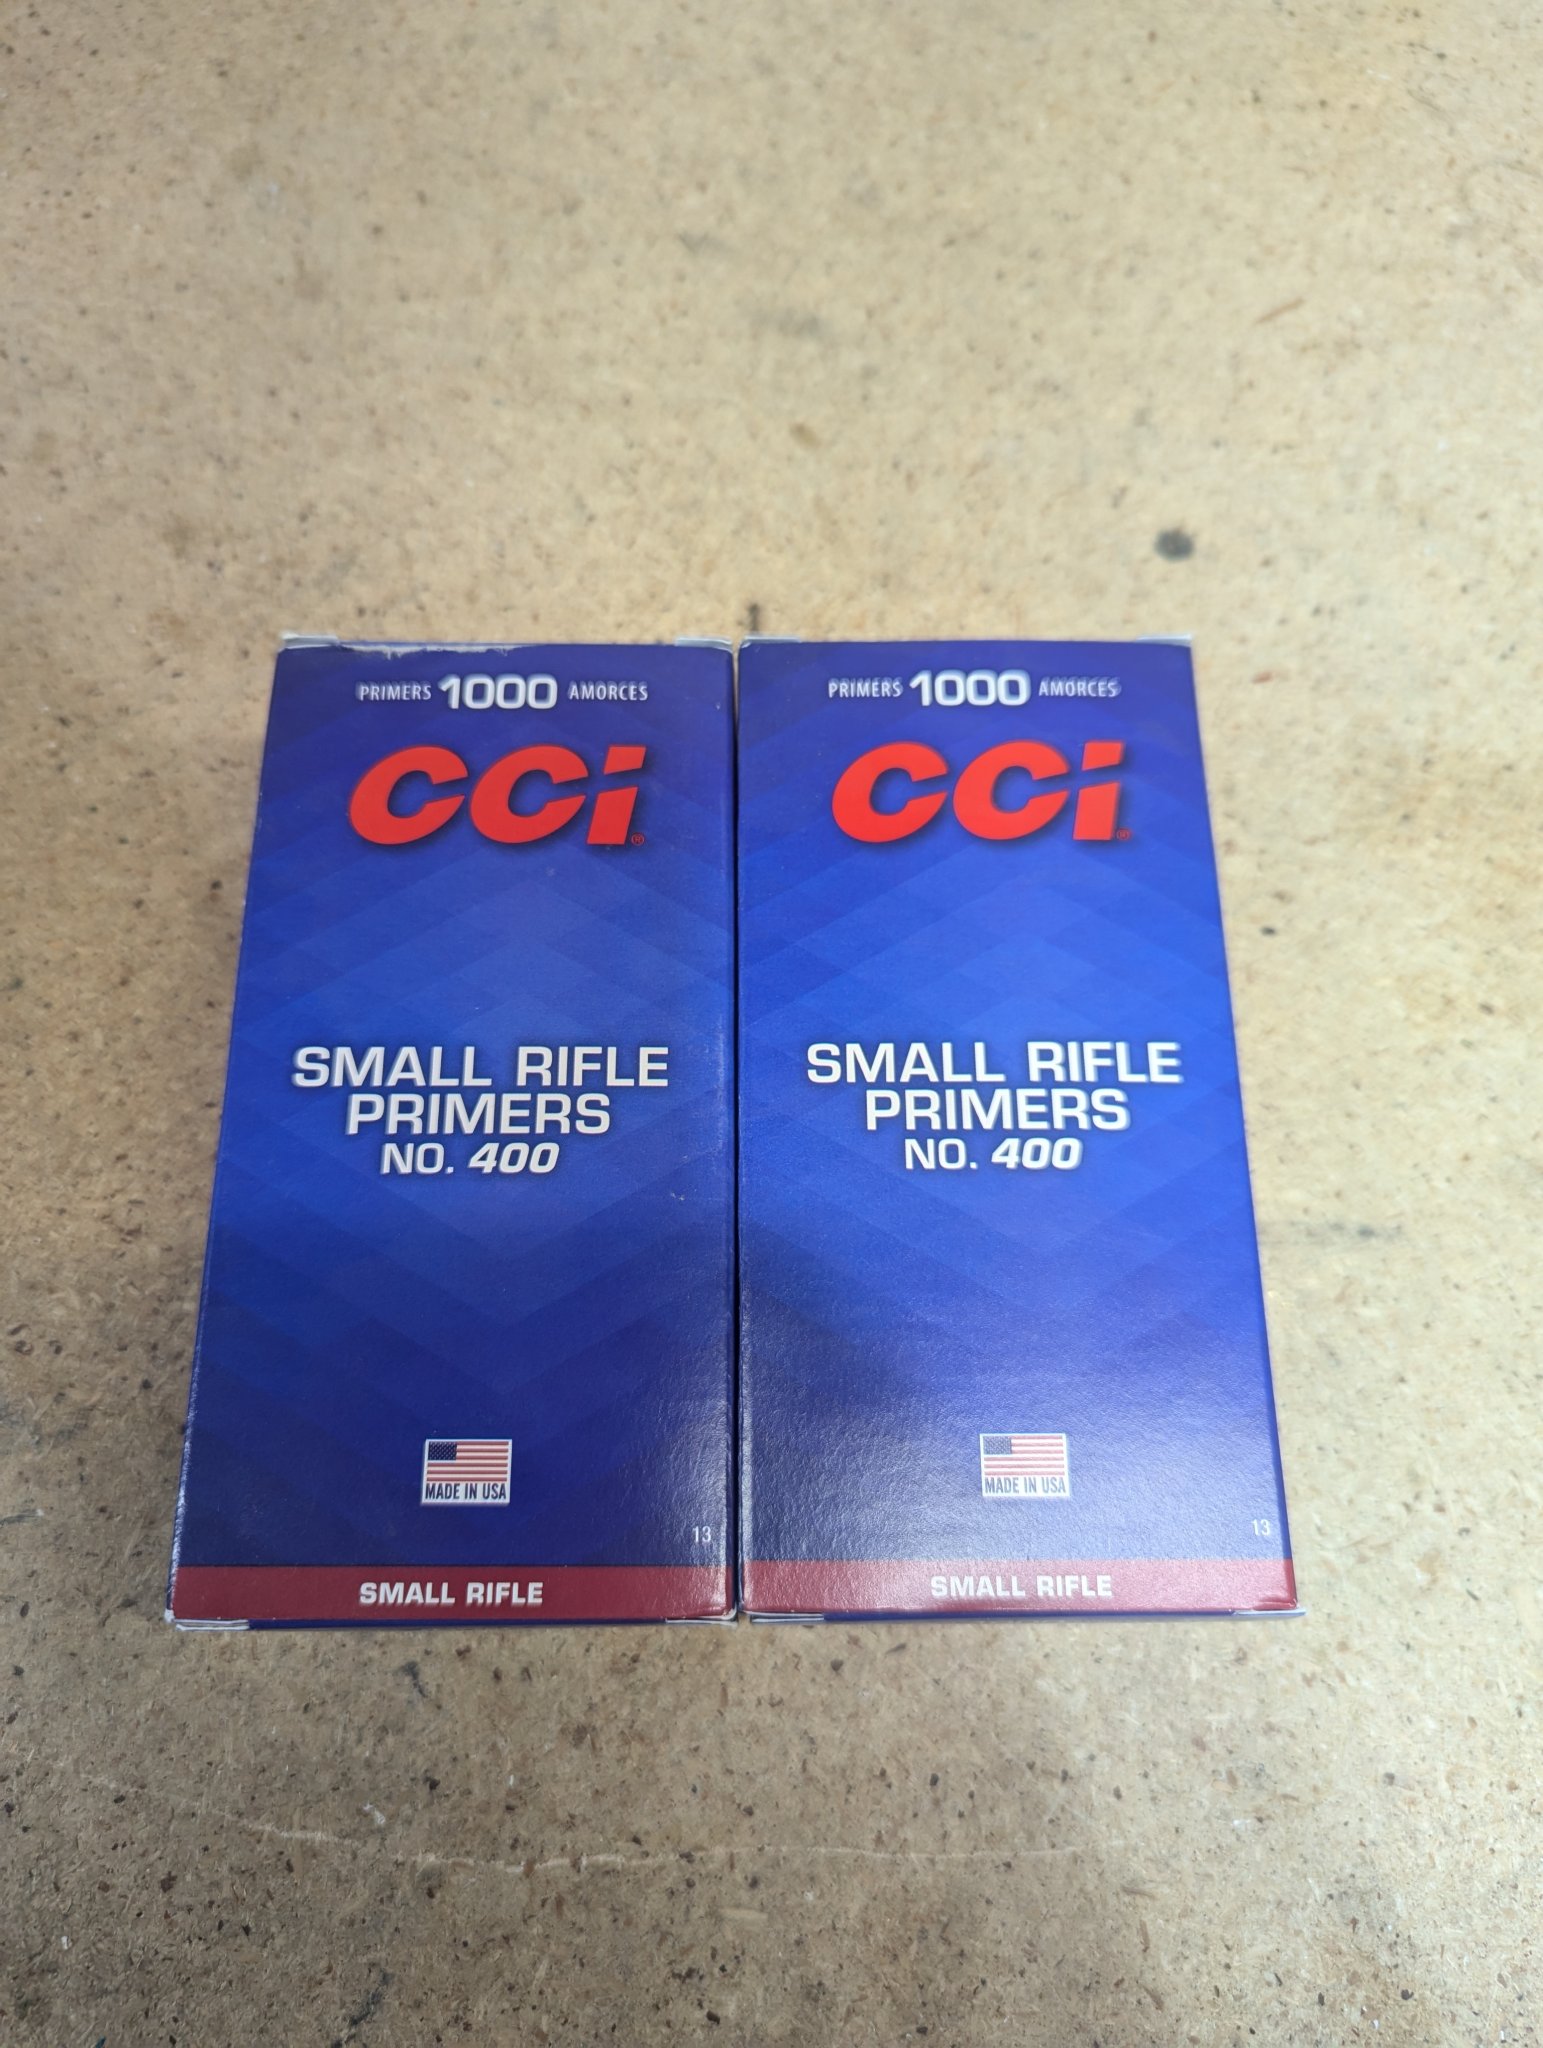 PRIMERS 1000 AMORCES
CCI®
SMALL RIFLE
PRIMERS
NO. 400
MADE IN USA
13
SMALL RIFLE
PRIMERS 1000 AMORCES
CCI®
SMALL RIFLE
PRIMERS
NO. 400
MADE IN USA
13
SMALL RIFLE